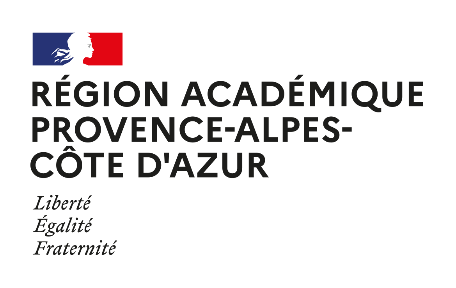 RÉGION ACADÉMIQUE
PROVENCE-ALPES-
CÔTE D'AZUR
Liberté
Égalité
Fraternité